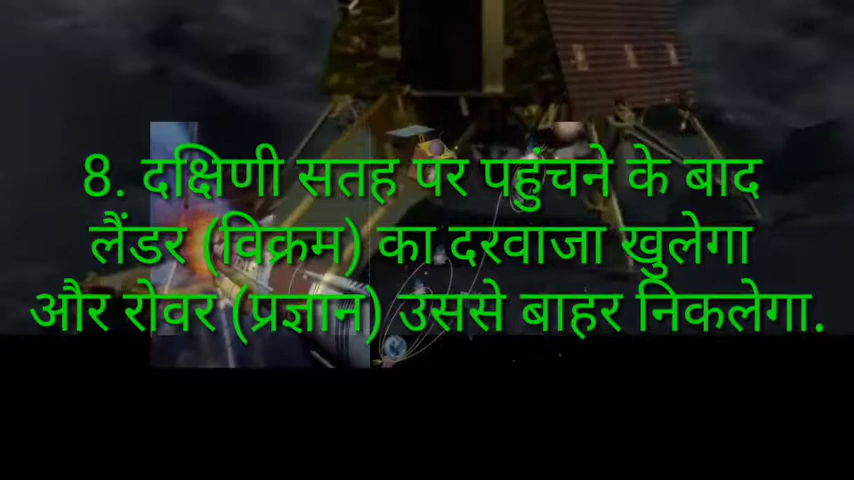 8. दक्षिणी सतह पर पहुंचने के बाद
लैंडर (विक्रम) का दरवाजा खुलेगा
और रोवर (प्रज्ञान) उससे बाहर निकलेगा.